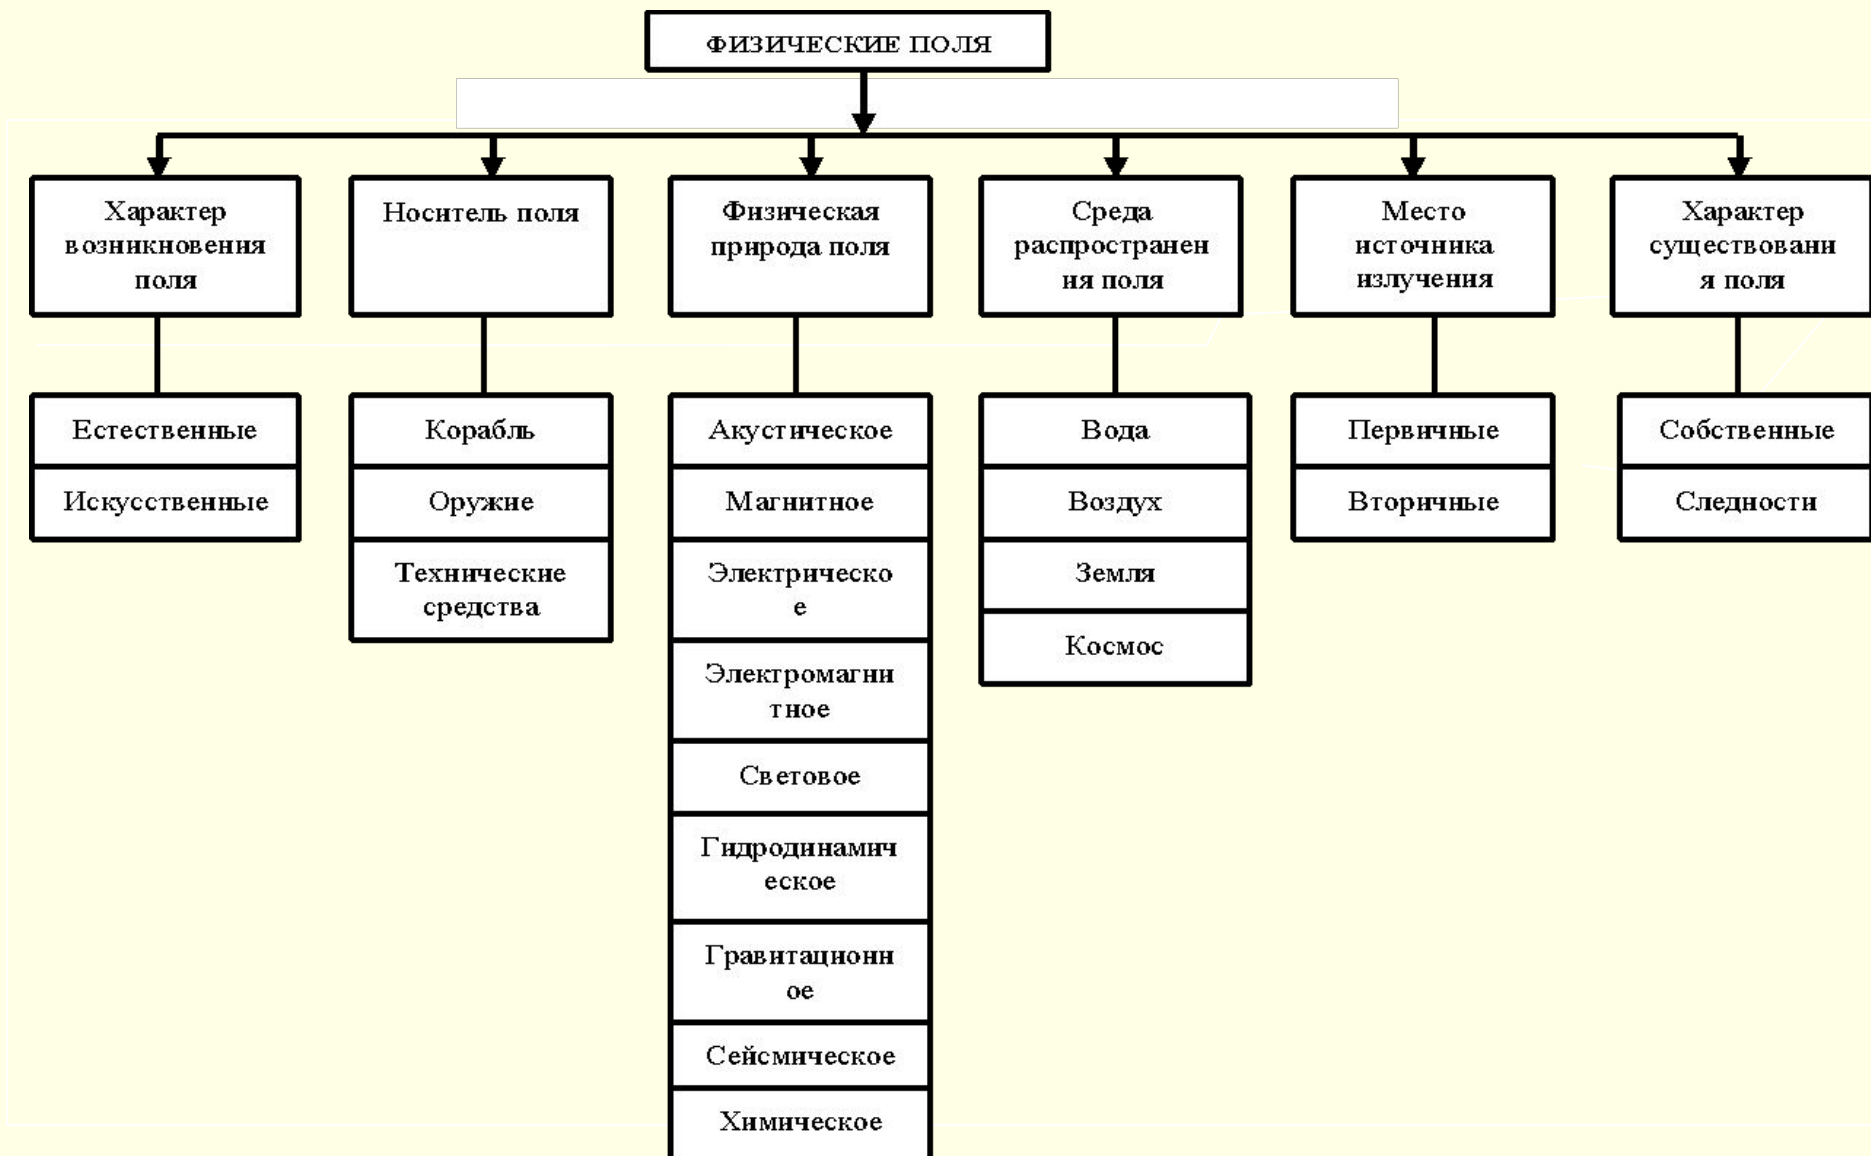 ФИЗИЧЕСКИЕ ПОЛЯ
Характер
возникновения
поля
Естественные
Искусственные
Носитель поля
Корабль
Оружие
Технические
средства
Физическая
природа поля
Акустическое
Магнитное
Электрическо
е
Электромагни
тное
Световое
Гидродинамич
еское
Гравитационн
ое
Сейсмическое
Химическое
Среда
распространен
ия поля
Вода
Воздух
Земля
Космос
Место
источника
излучения
Первичные
Вторичные
Характер
существовани
я поля
Собственные
Следности